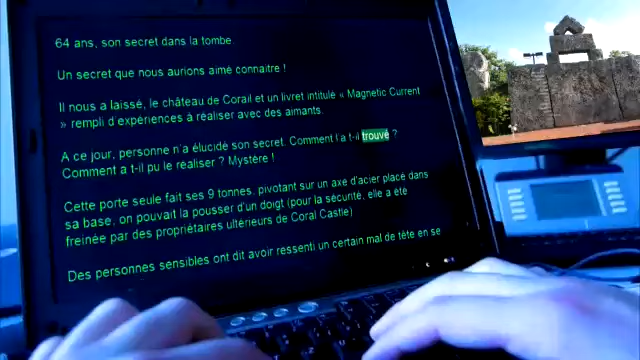 64 ans, son secret dans la tombe
Un secret que nous aurions aimé connaitre !
Il nous a laissé, le château de Corail et un livret intitulé « Magnetic Current
» rempli d'expériences à réaliser avec des aimants.
A ce jour, personne n'a élucidé son secret. Comment l a t-il trouvé ?
Comment a t-il pu le réaliser ? Mystère !
Cette porte seule fait ses 9 tonnes. pivotant sur un axe d'acier placé dans
sa base, on pouvait la pousser d'un doigt (pour la sécurité, elle a été
freinée par des propriétaires ultérieurs de Coral Castle)
Des personnes sensibles ont dit avoir ressenti un certain mal de tête en se